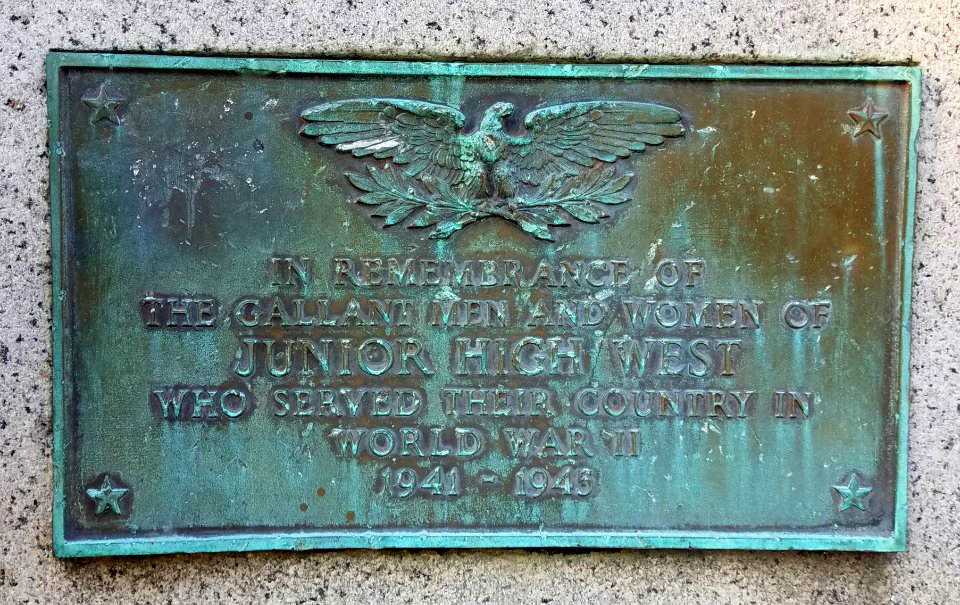 IN REMEMBRANCE OF
THE GALLANT MEN AND WOMEN OF
JUNIOR HIGH WEST
WHO SERVED THEIR COUNTRY IN
WORLD WAR II
1941 - 1945